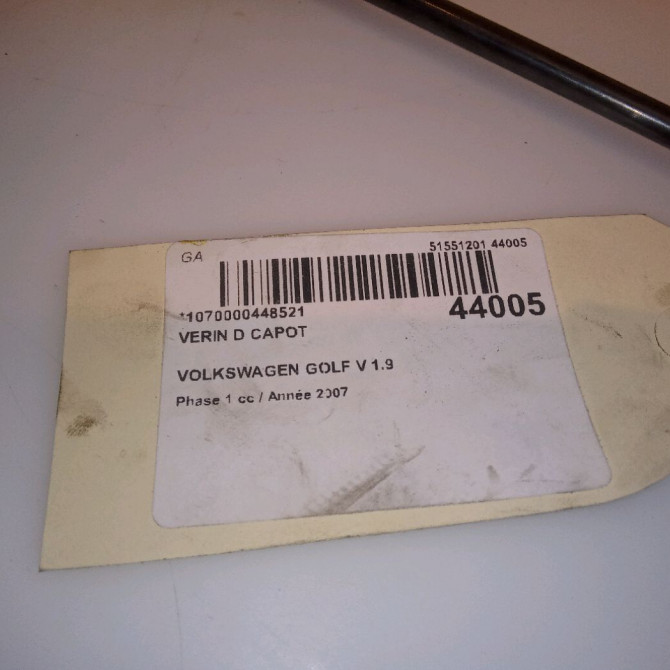 GA
51551201 44005
*1070000448521
44005
VERIN D CAPOT
VOLKSWAGEN GOLF V 1.9
Phase 1 cc / Année 2007